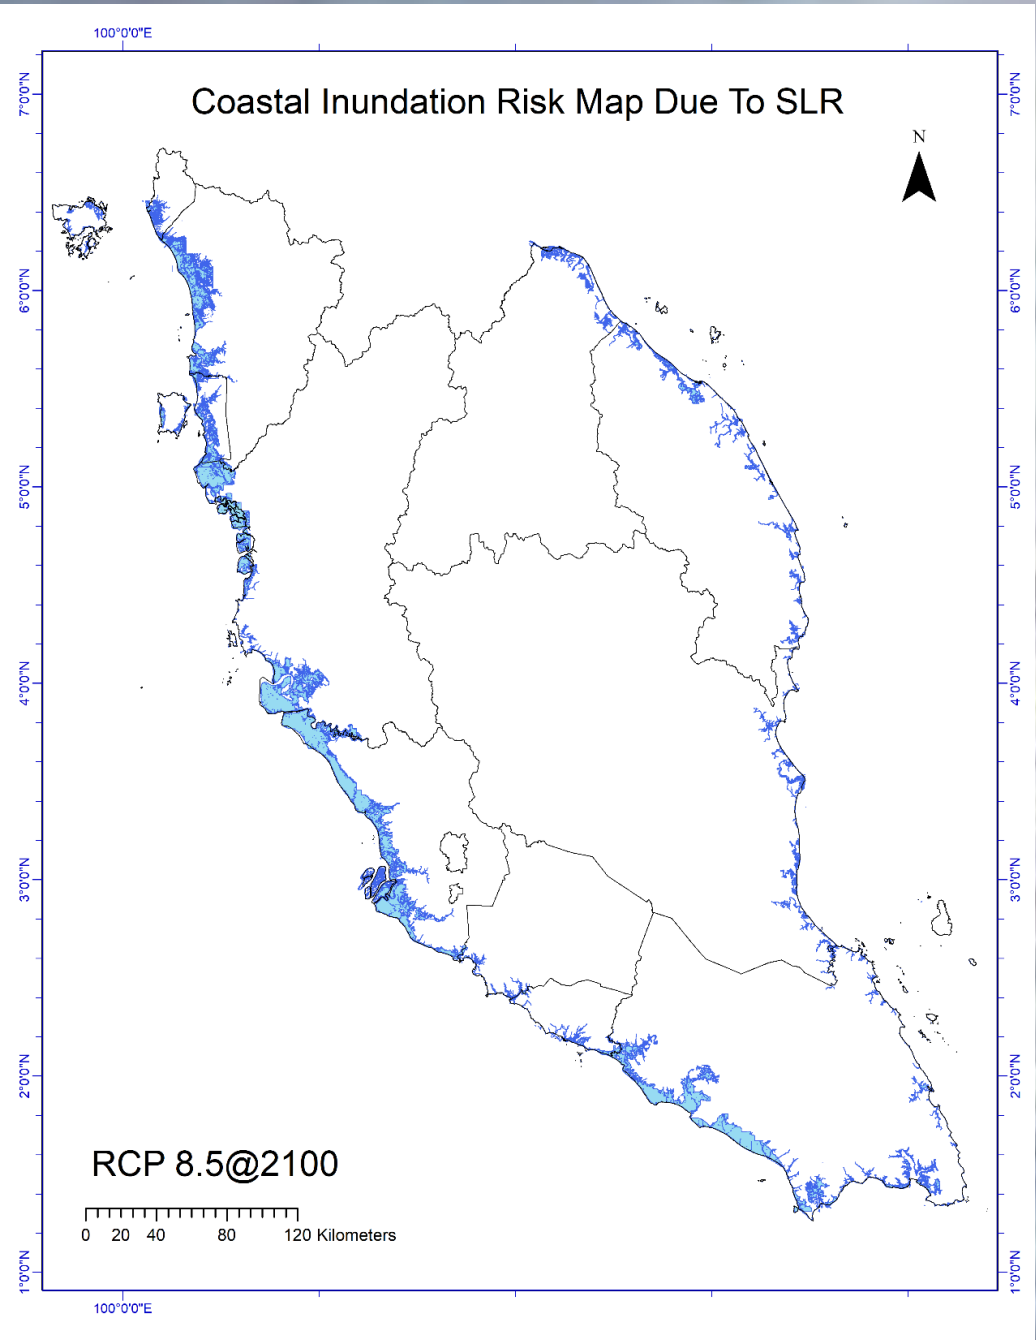 100°0'0"E
Coastal Inundation Risk Map Due To SLR
N
7°0'0"N
7°0'0"N
6°0'0"N
6°0'0"N
5°0'0"N
5°0'0"N
4°0'0"N
4°0'0"N
3°0'0"N
3°0'0"N
2°0'0"N
2°0'0"N
RCP 8.5@2100
0 20 40 80 120 Kilometers
1°0'0"N
1°0'0"N
100°0'0"E